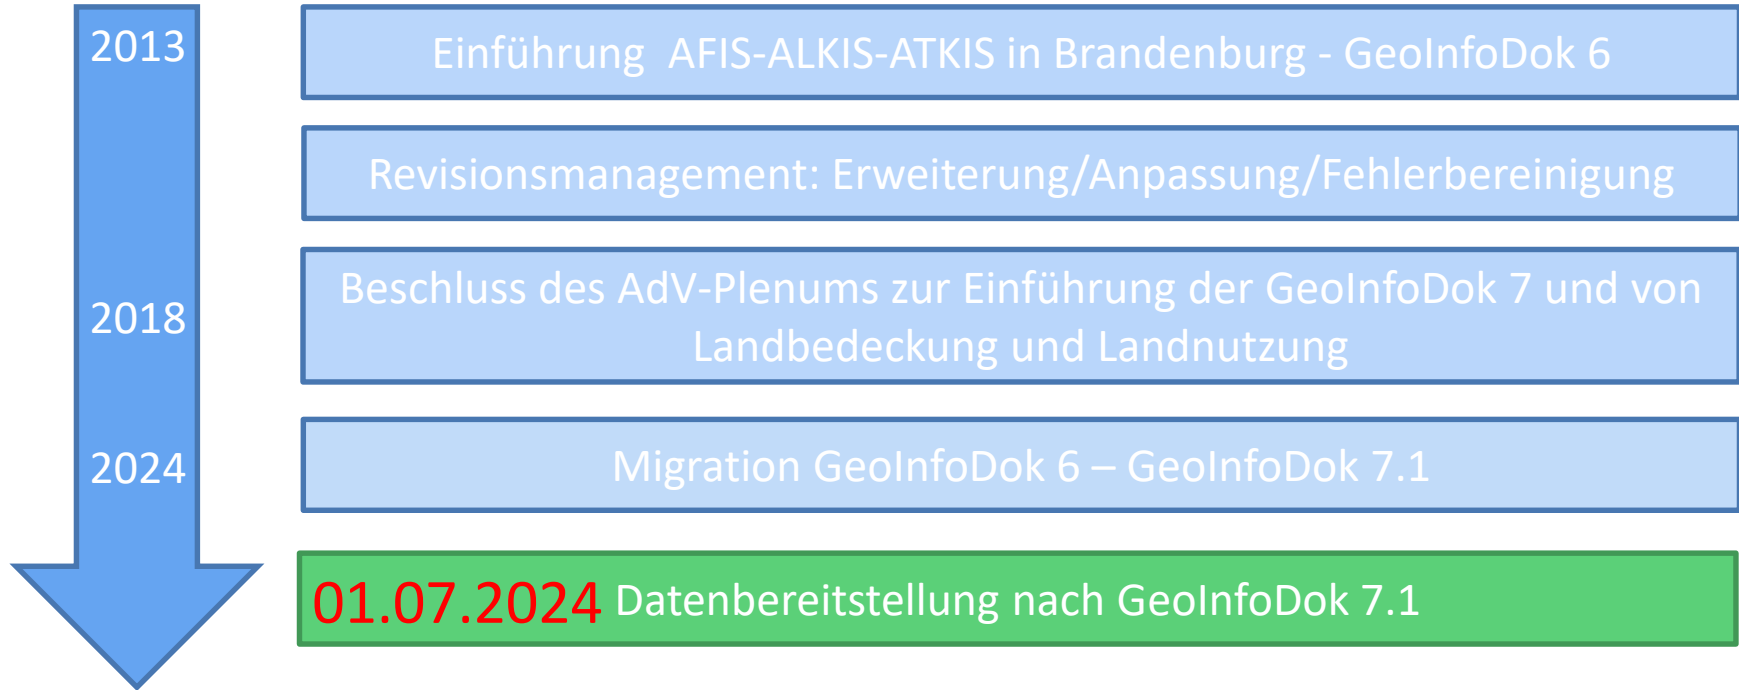 2013
Einführung AFIS-ALKIS-ATKIS in Brandenburg - GeoInfoDok 6
Revisionsmanagement: Erweiterung/Anpassung/Fehlerbereinigung
2018
Beschluss des AdV-Plenums zur Einführung der GeoInfoDok 7 und von
Landbedeckung und Landnutzung
2024
Migration GeoInfoDok 6 – GeoInfoDok 7.1
01.07.2024 Datenbereitstellung nach GeoInfoDok 7.1